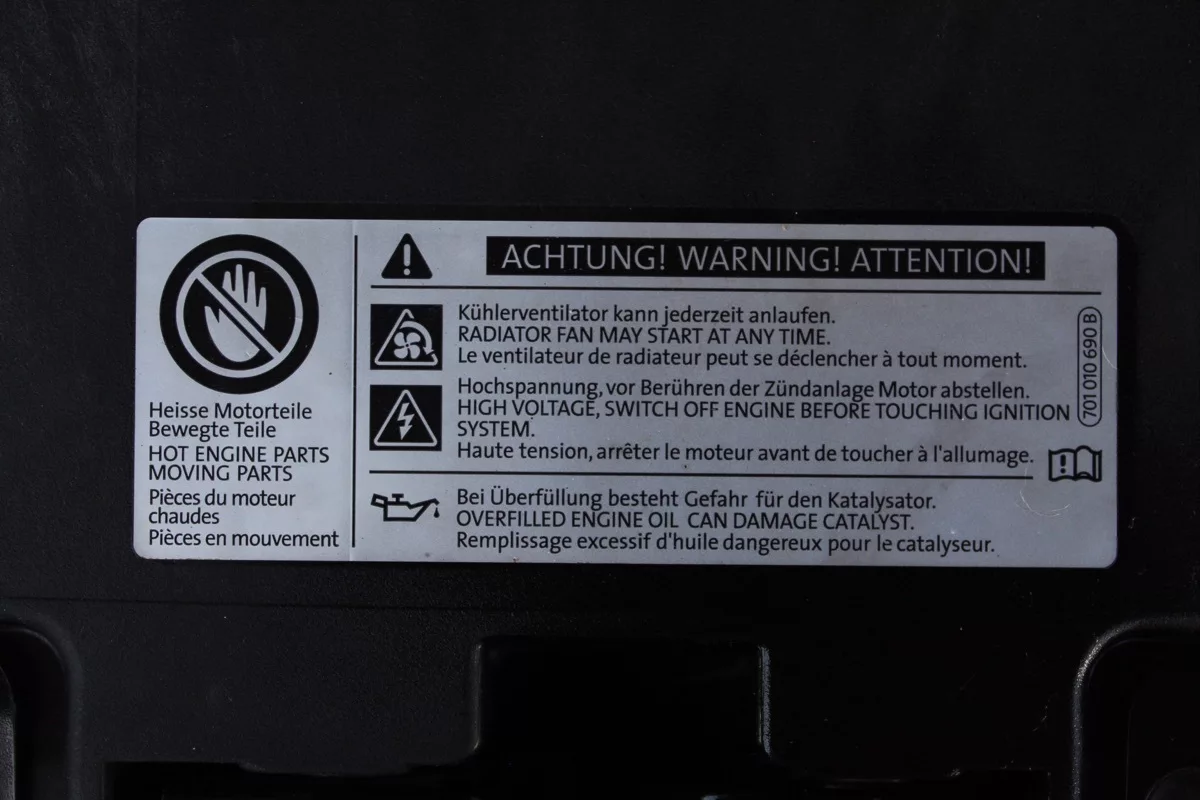 Heisse Motorteile
Bewegte Teile
HOT ENGINE PARTS
MOVING PARTS
Pièces du moteur
chaudes
Pièces en mouvement
ACHTUNG! WARNING! ATTENTION!
Kühlerventilator kann jederzeit anlaufen.
RADIATOR FAN MAY START AT ANY TIME.
Le ventilateur de radiateur peut se déclencher à tout moment.
Hochspannung, vor Berühren der Zündanlage Motor abstellen.
HIGH VOLTAGE, SWITCH OFF ENGINE BEFORE TOUCHING IGNITION
SYSTEM.
Haute tension, arrêter le moteur avant de toucher à l'allumage.
Bei Überfüllung besteht Gefahr für den Katalysator.
OVERFILLED ENGINE OIL CAN DAMAGE CATALYST.
Remplissage excessif d'huile dangereux pour le catalyseur.
701 010 690 B